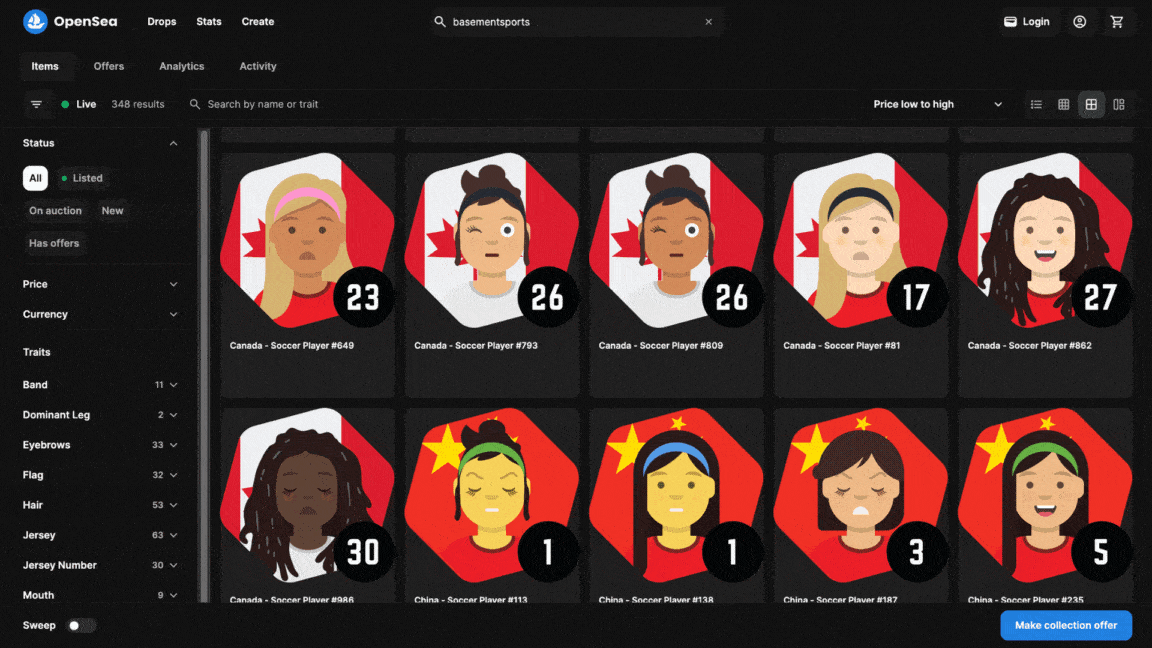 OpenSea Drops Stats Create basementsports Login
Items Offers Analytics Activity
Live 348 results Search by name or trait Price low to high
Status
All Listed
On auction New
Has offers
Price
Currency
Traits
Band 11
Dominant Leg 2
Eyebrows 33
Flag 32
Hair 53
Jersey 63
Jersey Number 30
Mouth 9
Sweep
23 26 26 17 27
Canada - Soccer Player #649 Canada - Soccer Player #793 Canada - Soccer Player #809 Canada - Soccer Player #81 Canada - Soccer Player #862
30 1 1 3 5
Canada - Soccer Player #986 China - Soccer Player #113 China - Soccer Player #138 China - Soccer Player #187 China - Soccer Player #235
Make collection offer